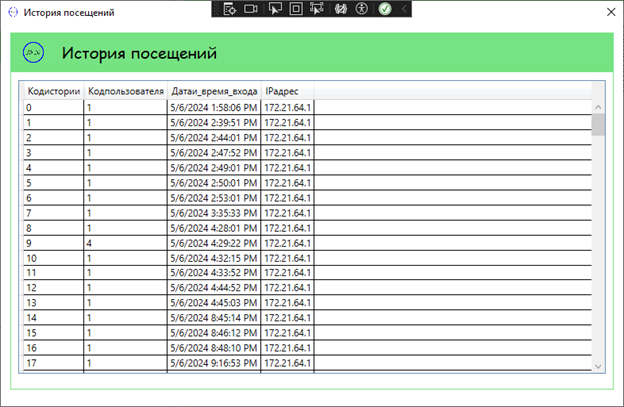 История посещений
История посещений
Кодистории Кодпользователя Датаи_время_входа IPадрес
0 1 5/6/2024 1:58:06 PM 172.21.64.1
1 1 5/6/2024 2:39:51 PM 172.21.64.1
2 1 5/6/2024 2:44:01 PM 172.21.64.1
3 1 5/6/2024 2:47:52 PM 172.21.64.1
4 1 5/6/2024 2:49:01 PM 172.21.64.1
5 1 5/6/2024 2:50:01 PM 172.21.64.1
6 1 5/6/2024 2:53:01 PM 172.21.64.1
7 1 5/6/2024 3:35:33 PM 172.21.64.1
8 1 5/6/2024 4:28:01 PM 172.21.64.1
9 4 5/6/2024 4:29:22 PM 172.21.64.1
10 1 5/6/2024 4:32:15 PM 172.21.64.1
11 1 5/6/2024 4:33:52 PM 172.21.64.1
12 1 5/6/2024 4:44:52 PM 172.21.64.1
13 1 5/6/2024 4:45:03 PM 172.21.64.1
14 1 5/6/2024 8:45:14 PM 172.21.64.1
15 1 5/6/2024 8:46:12 PM 172.21.64.1
16 1 5/6/2024 8:48:10 PM 172.21.64.1
17 1 5/6/2024 9:16:53 PM 172.21.64.1